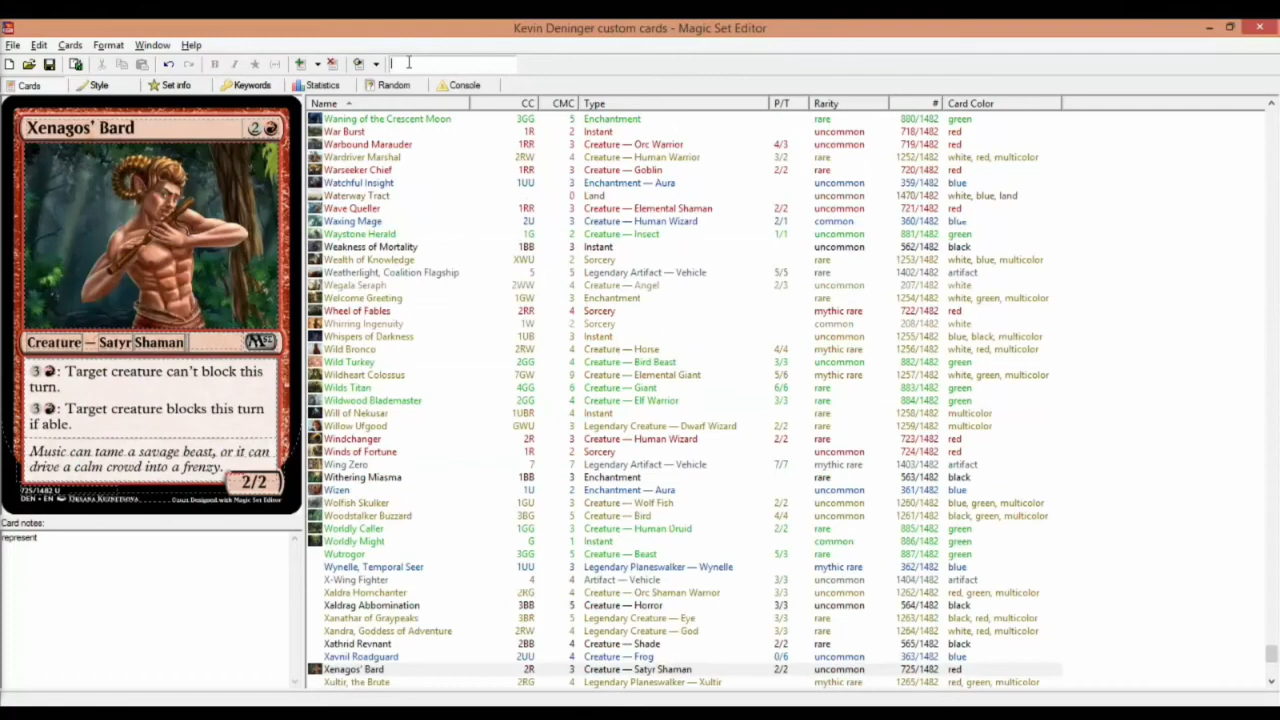 Kevin Deninger custom cards - Magic Set Editor
File Edit Cards Format Window Help
Cards Style Set info Keywords Statistics Random Console
Xenagos' Bard 2
Creature — Satyr Shaman
3 : Target creature can't block this
turn.
3 : Target creature blocks this turn
if able.
Music can tame a savage beast, or it can
drive a calm crowd into a frenzy.
2/2
725/1482 U
DEN • EN
Card notes:
represent
Name CC CMC Type P/T Rarity # Card Color
Waning of the Crescent Moon 3GG 5 Enchantment rare 880/1482 green
War Burst 1R 2 Instant uncommon 718/1482 red
Warbound Marauder 1RR 3 Creature — Orc Warrior 4/3 uncommon 719/1482 red
Wardriver Marshal 2RW 4 Creature — Human Warrior 3/2 rare 1252/1482 white, red, multicolor
Warseeker Chief 1RR 3 Creature — Goblin 2/2 rare 720/1482 red
Watchful Insight 1UU 3 Enchantment — Aura uncommon 359/1482 blue
Waterway Tract 0 Land uncommon 1470/1482 white, blue, land
Wave Queller 1RR 3 Creature — Elemental Shaman 2/2 uncommon 721/1482 red
Waxing Mage 2U 3 Creature — Human Wizard 2/1 common 360/1482 blue
Waystone Herald 1G 2 Creature — Insect 1/1 uncommon 881/1482 green
Weakness of Mortality 1BB 3 Instant uncommon 562/1482 black
Wealth of Knowledge XWU 2 Sorcery rare 1253/1482 white, blue, multicolor
Weatherlight, Coalition Flagship 5 5 Legendary Artifact — Vehicle 5/5 rare 1402/1482 artifact
Wegala Seraph 2WW 4 Creature — Angel 2/3 uncommon 207/1482 white
Welcome Greeting 1GW 3 Enchantment rare 1254/1482 white, green, multicolor
Wheel of Fables 2RR 4 Sorcery mythic rare 722/1482 red
Whirring Ingenuity 1W 2 Sorcery common 208/1482 white
Whispers of Darkness 1UB 3 Instant uncommon 1255/1482 blue, black, multicolor
Wild Bronco 2RW 4 Creature — Horse 4/4 mythic rare 1256/1482 white, red, multicolor
Wild Turkey 2GG 4 Creature — Bird Beast 3/3 uncommon 882/1482 green
Wildheart Colossus 7GW 9 Creature — Elemental Giant 5/6 mythic rare 1257/1482 white, green, multicolor
Wilds Titan 4GG 6 Creature — Giant 6/6 rare 883/1482 green
Wildwood Blademaster 2GG 4 Creature — Elf Warrior 3/3 rare 884/1482 green
Will of Nekusar 1UBR 4 Instant rare 1258/1482 multicolor
Willow Ufgood GWU 3 Legendary Creature — Dwarf Wizard 2/2 rare 1259/1482 multicolor
Windchanger 2R 3 Creature — Human Wizard 2/2 rare 723/1482 red
Winds of Fortune 1R 2 Sorcery uncommon 724/1482 red
Wing Zero 7 7 Legendary Artifact — Vehicle 7/7 mythic rare 1403/1482 artifact
Withering Miasma 1BB 3 Enchantment rare 563/1482 black
Wizen 1U 2 Enchantment — Aura uncommon 361/1482 blue
Wolfish Skulker 1GU 3 Creature — Wolf Fish 2/2 uncommon 1260/1482 blue, green, multicolor
Woodstalker Buzzard 3BG 5 Creature — Bird 4/4 uncommon 1261/1482 black, green, multicolor
Worldly Caller 1GG 3 Creature — Human Druid 2/2 rare 885/1482 green
Worldly Might G 1 Instant common 886/1482 green
Wutrogor 3GG 5 Creature — Beast 5/3 rare 887/1482 green
Wynelle, Temporal Seer 1UU 3 Legendary Planeswalker — Wynelle mythic rare 362/1482 blue
X-Wing Fighter 4 4 Artifact — Vehicle 3/3 uncommon 1404/1482 artifact
Xaldra Hornchanter 2RG 4 Creature — Orc Shaman Warrior 3/3 uncommon 1262/1482 red, green, multicolor
Xaldrag Abbomination 3BB 5 Creature — Horror 3/3 uncommon 564/1482 black
Xanathar of Graypeaks 3BR 5 Legendary Creature — Eye 3/3 rare 1263/1482 black, red, multicolor
Xandra, Goddess of Adventure 2RW 4 Legendary Creature — God 3/3 rare 1264/1482 white, red, multicolor
Xathrid Revnant 2BB 4 Creature — Shade 2/2 rare 565/1482 black
Xavnil Roadguard 2UU 4 Creature — Frog 0/6 uncommon 363/1482 blue
Xenagos' Bard 2R 3 Creature — Satyr Shaman 2/2 uncommon 725/1482 red
Xultir, the Brute 2RG 4 Legendary Planeswalker — Xultir mythic rare 1265/1482 red, green, multicolor